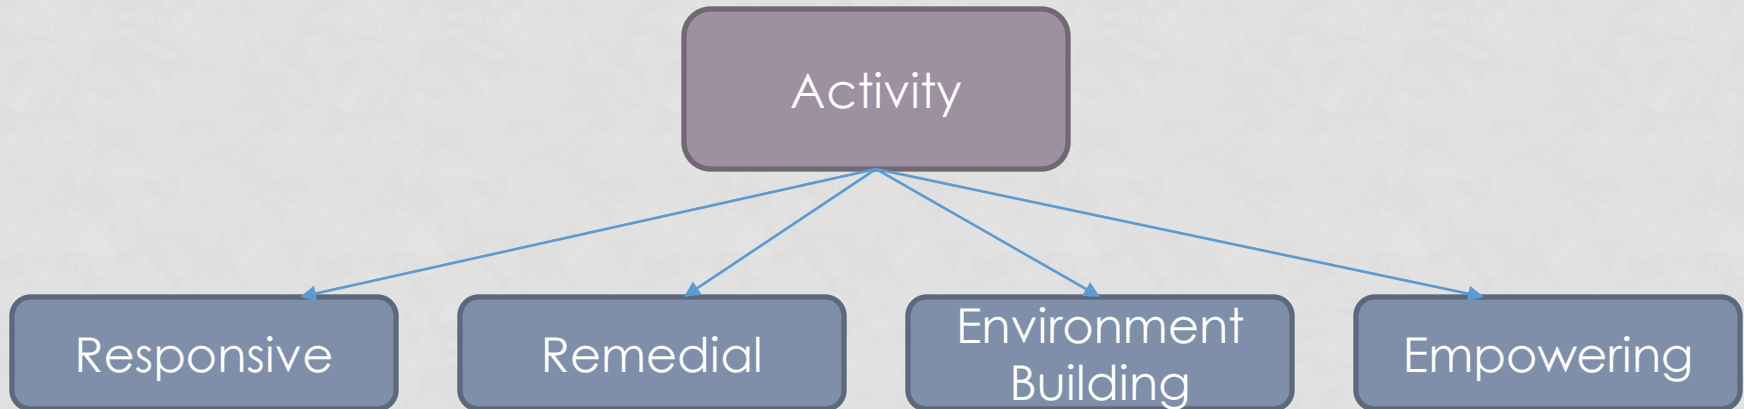 Activity
Responsive
Remedial
Environment
Building
Empowering